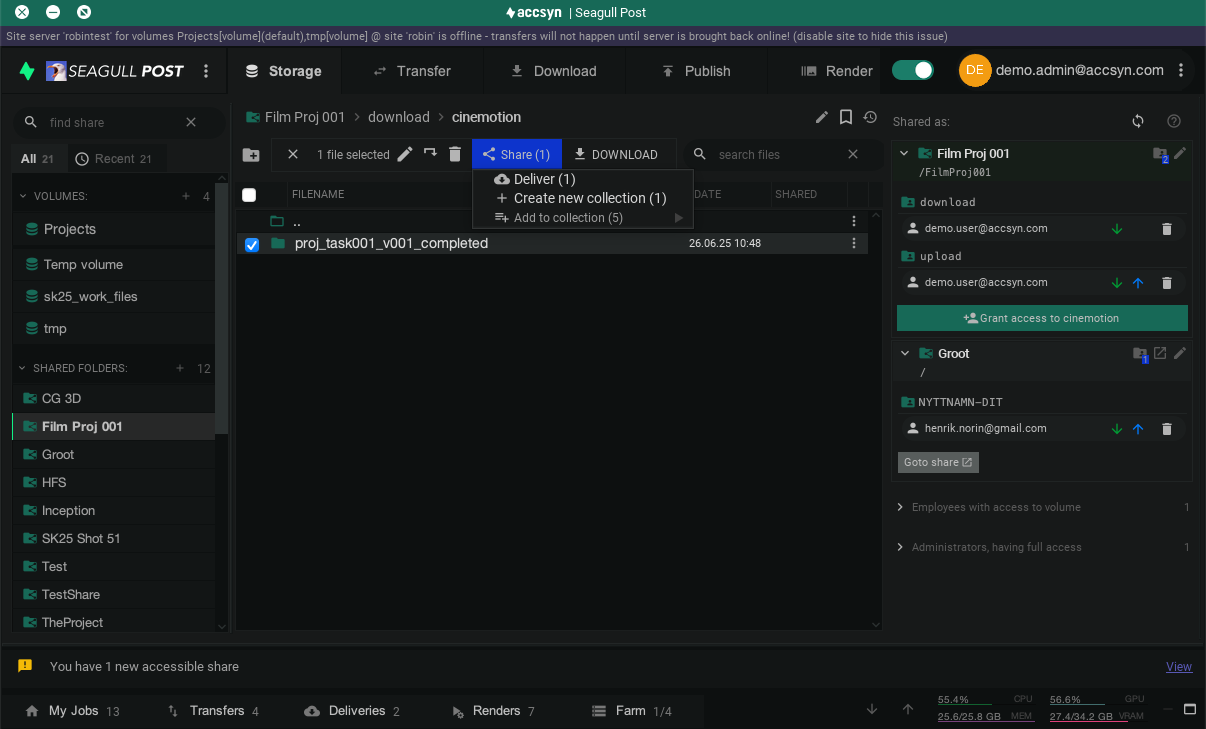 accsyn | Seagull Post
Site server 'robintest' for volumes Projects[volume](default),tmp[volume] @ site 'robin' is offline - transfers will not happen until server is brought back online! (disable site to hide this issue)
SEAGULL POST
Storage
Transfer
Download
Publish
Render
DE
demo.admin@accsyn.com
find share
All 21
Recent 21
VOLUMES: 4
Projects
Temp volume
sk25_work_files
tmp
SHARED FOLDERS: 12
CG 3D
Film Proj 001
Groot
HFS
Inception
SK25 Shot 51
Test
TestShare
TheProject
Film Proj 001 > download > cinemotion
1 file selected
Share (1)
DOWNLOAD
search files
Deliver (1)
Create new collection (1)
Add to collection (5)
FILENAME
DATE
SHARED
..
proj_task001_v001_completed
26.06.25 10:48
Shared as:
Film Proj 001
2
/FilmProj001
download
demo.user@accsyn.com
upload
demo.user@accsyn.com
Grant access to cinemotion
Groot
1
/
NYTTNAMN-DIT
henrik.norin@gmail.com
Goto share
Employees with access to volume 1
Administrators, having full access 1
You have 1 new accessible share
View
My Jobs 13
Transfers 4
Deliveries 2
Renders 7
Farm 1/4
55.4% CPU
56.6% GPU
25.6/25.8 GB MEM
27.4/34.2 GB VRAM